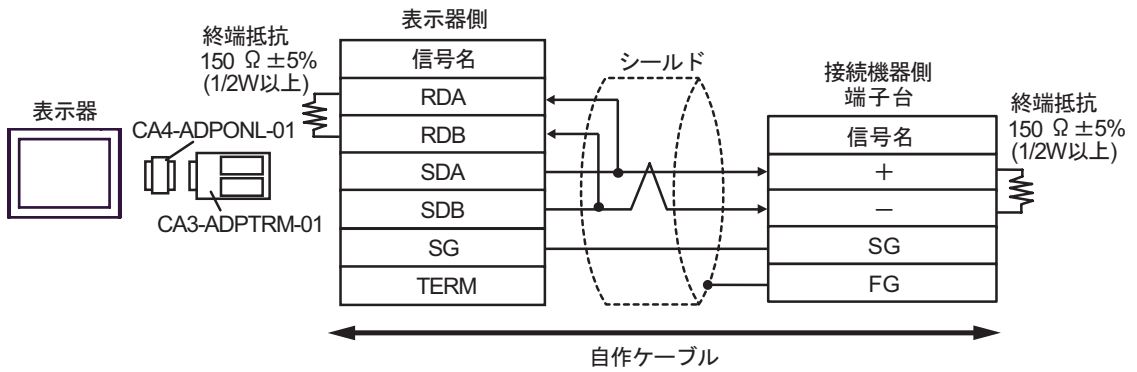 表示器
CA4-ADPONL-01
CA3-ADPTRM-01
終端抵抗
150 Ω ±5%
(1/2W以上)
表示器側
信号名
RDA
RDB
SDA
SDB
SG
TERM
シールド
接続機器側
端子台
信号名
+
-
SG
FG
終端抵抗
150 Ω ±5%
(1/2W以上)
自作ケーブル